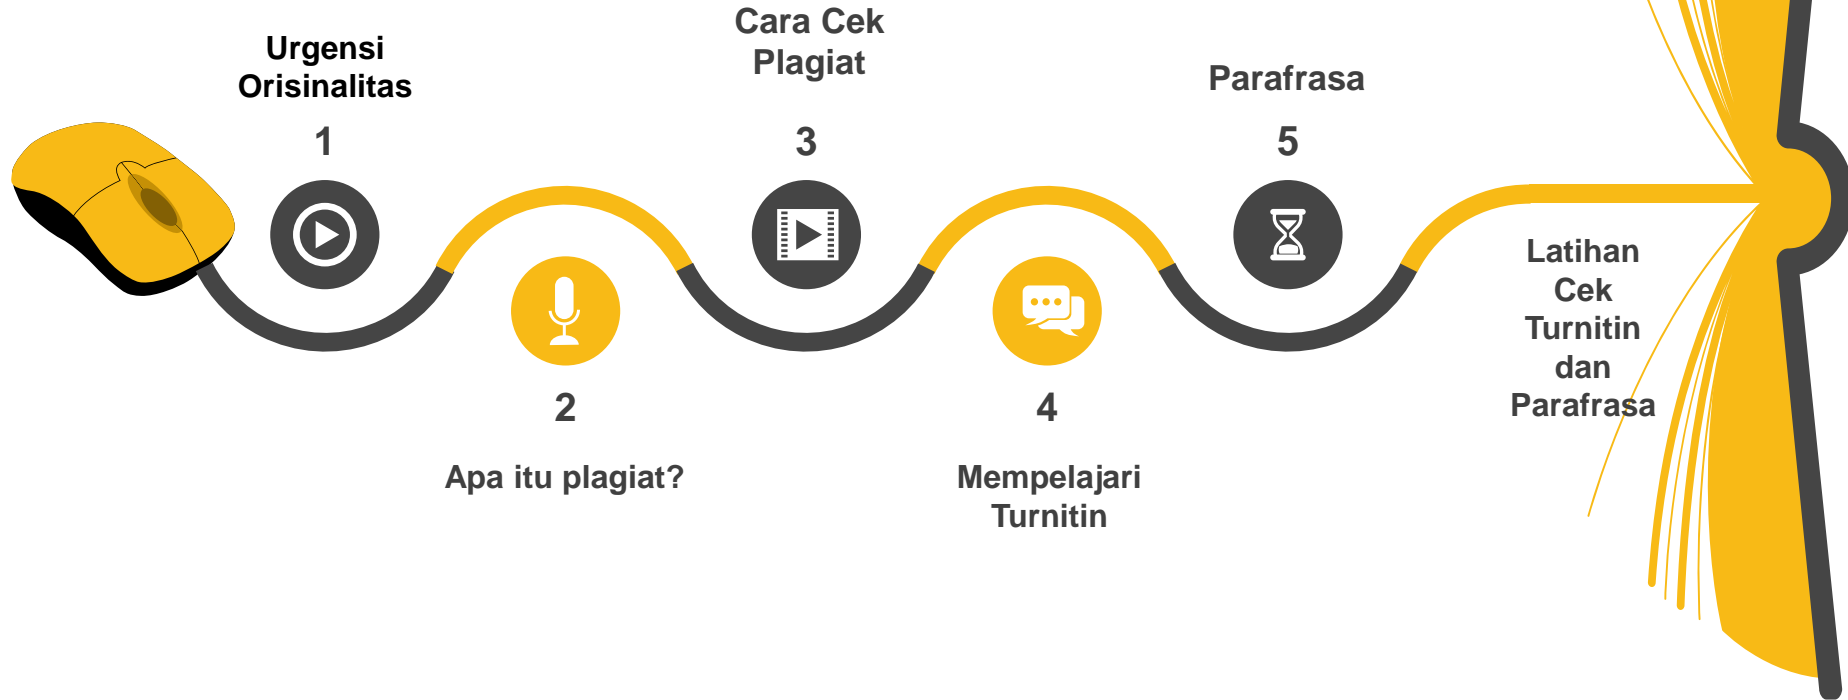 Urgensi
Orisinalitas
1
2
Apa itu plagiat?
Cara Cek
Plagiat
3
4
Mempelajari
Turnitin
Parafrasa
5
Latihan
Cek
Turnitin
dan
Parafrasa